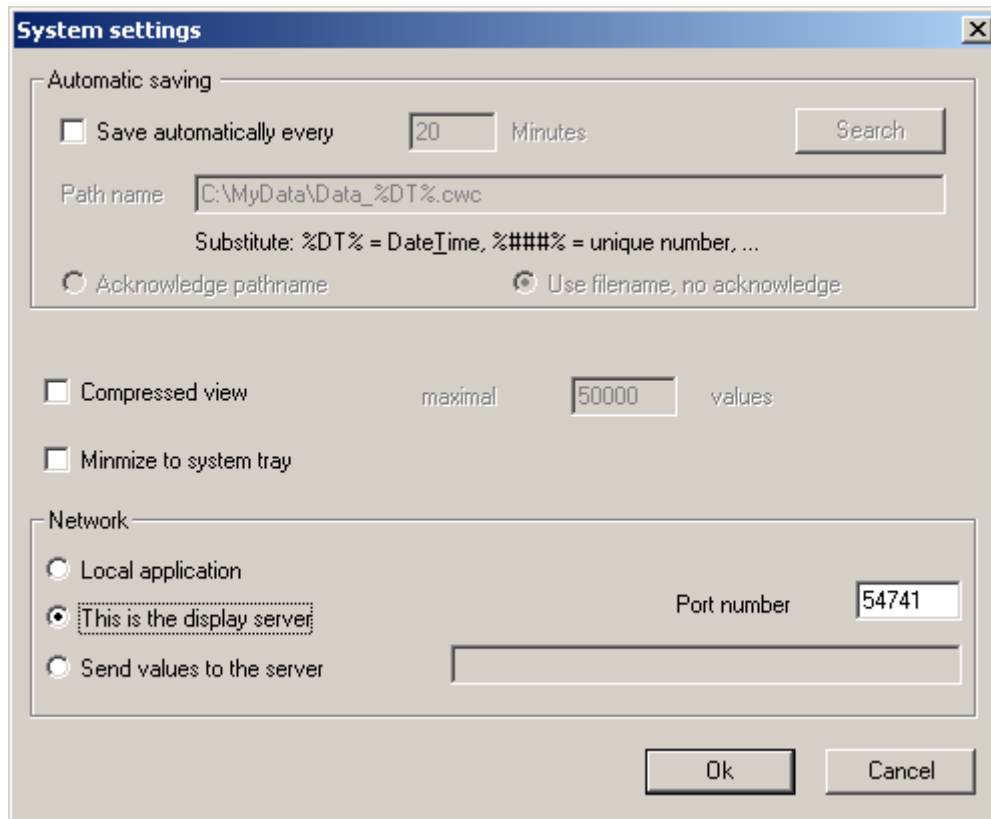 System settings
Automatic saving
Save automatically every 20 Minutes Search
Path name C:\MyData\Data_%DT%.cwc
Substitute: %DT% = DateTime, %###% = unique number, ...
Acknowledge pathname Use filename, no acknowledge
Compressed view maximal 50000 values
Minmize to system tray
Network
Local application
This is the display server Port number 54741
Send values to the server
Ok Cancel